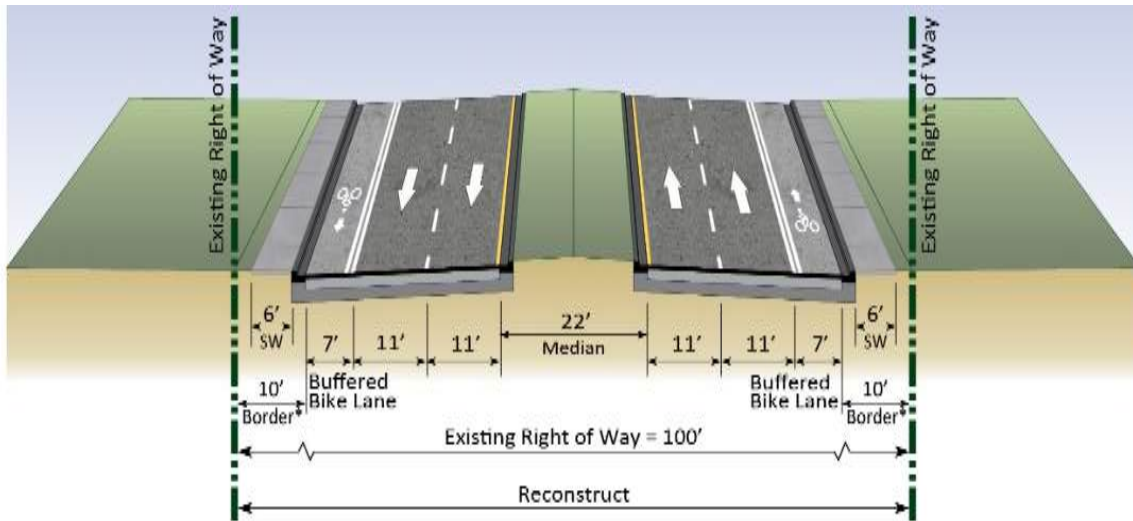 Existing Right of Way
Existing Right of Way
6'
SW
7'
11'
11'
22'
Median
11'
11'
7'
6'
SW
10'
Border*
Buffered
Bike Lane
Buffered
Bike Lane
10'
Border*
Existing Right of Way = 100'
Reconstruct